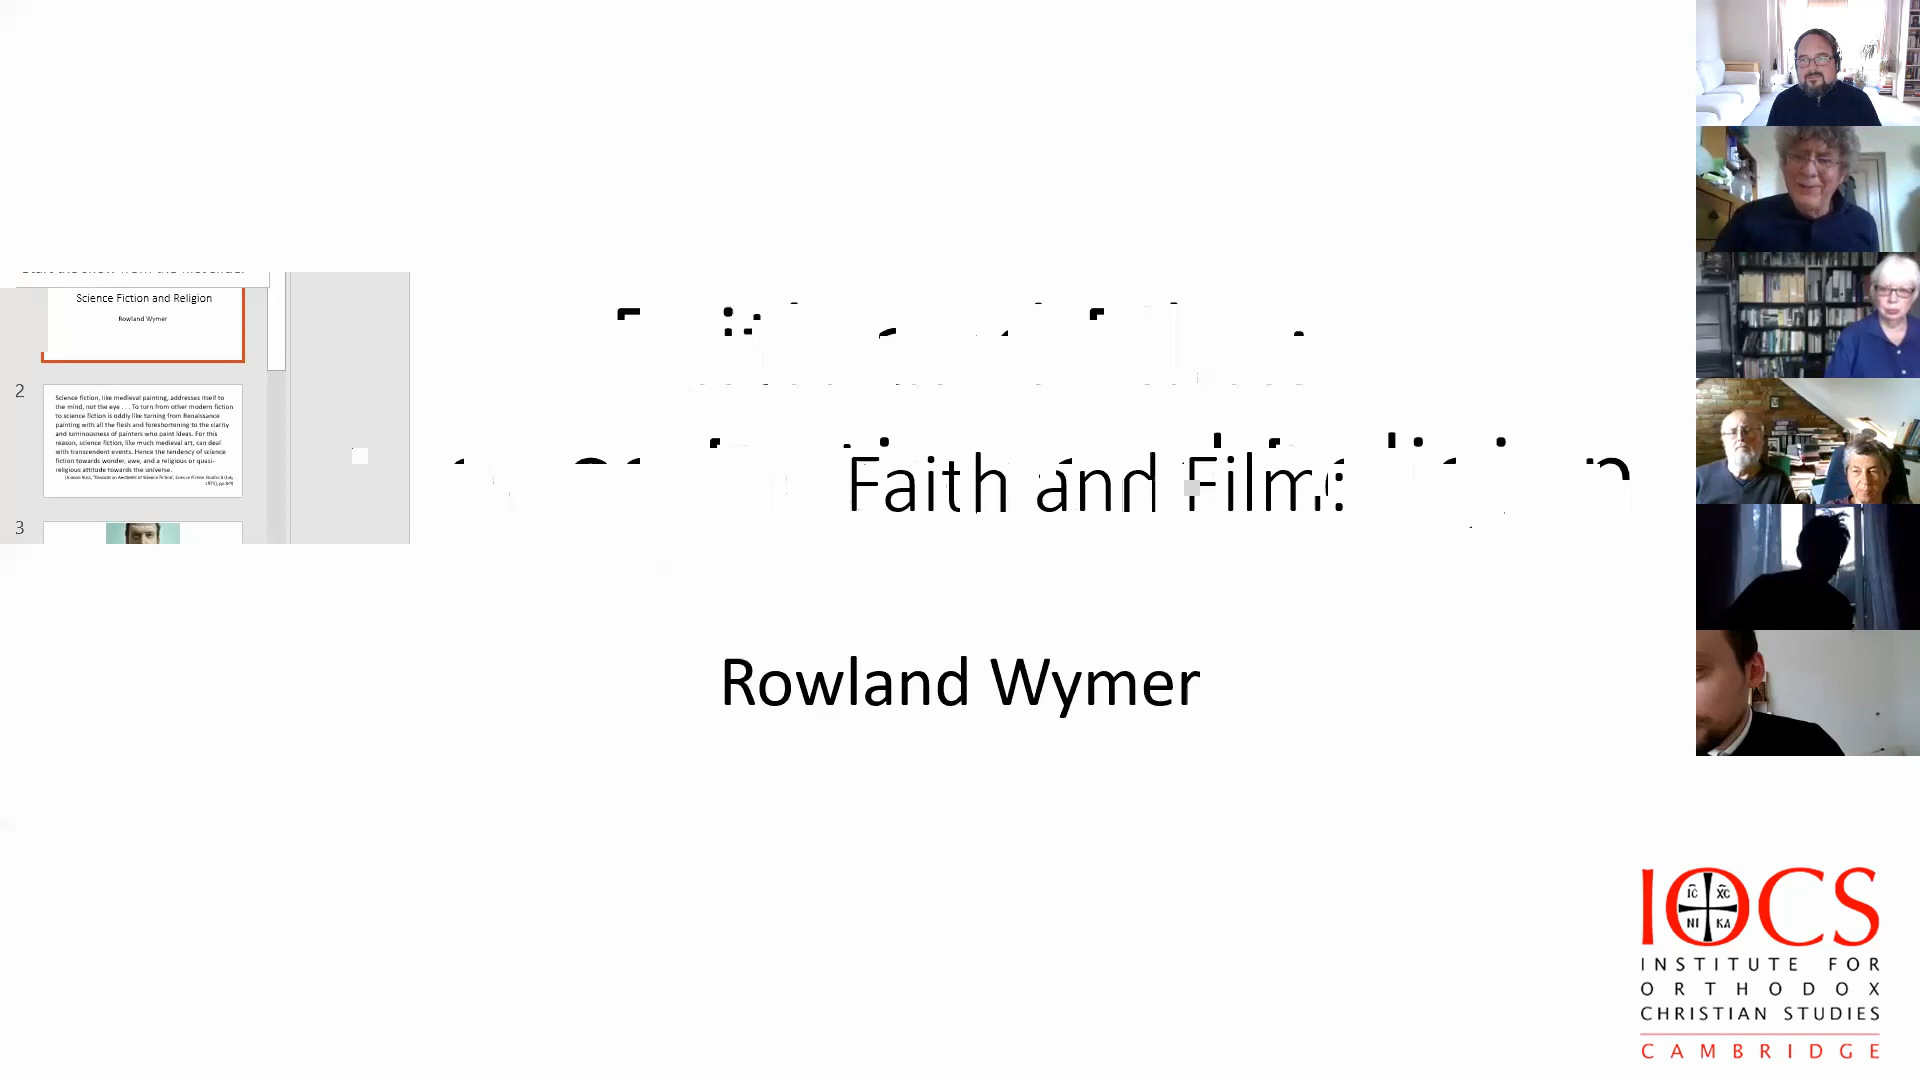 Science Fiction and Religion
Rowland Wymer
2
Science fiction, like medieval painting, addresses itself to
the mind, not the eye . . . To turn from other modern fiction
to science fiction is oddly like turning from Renaissance
painting with all the flesh and foreshortening to the clarity
and luminousness of painters who paint ideas. For this
reason, science fiction, like much medieval art, can deal
with transcendent events. Hence the tendency of science
fiction towards wonder, awe, and a religious or quasi-
religious attitude towards the universe.
3
Faith and Film:
Rowland Wymer
IOCS
IC XC
NI KA
INSTITUTE FOR
ORTHODOX
CHRISTIAN STUDIES
CAMBRIDGE